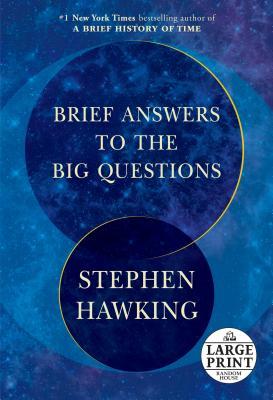 #1 New York Times bestselling author of
A BRIEF HISTORY OF TIME
BRIEF ANSWERS
TO THE
BIG QUESTIONS
STEPHEN
HAWKING
LARGE
PRINT
RANDOM
HOUSE